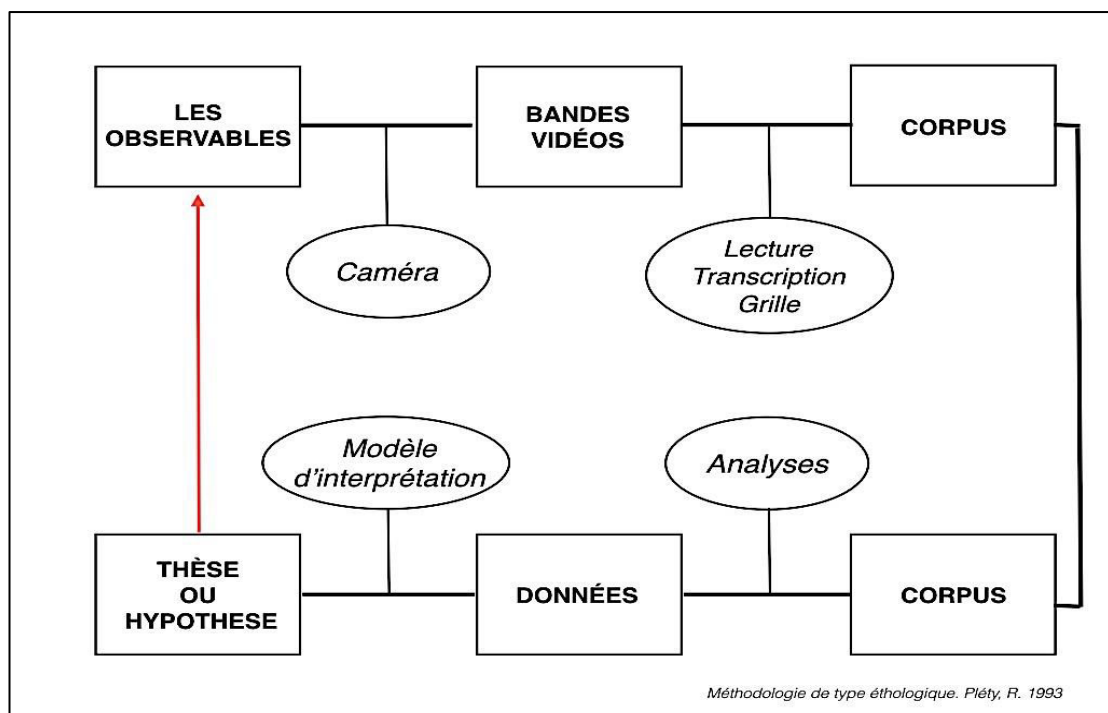 LES
OBSERVABLES
BANDES
VIDÉOS
CORPUS
Caméra
Lecture
Transcription
Grille
Modèle
d'interprétation
Analyses
THÈSE
OU
HYPOTHESE
DONNÉES
CORPUS
Méthodologie de type éthologique. Pléty, R. 1993